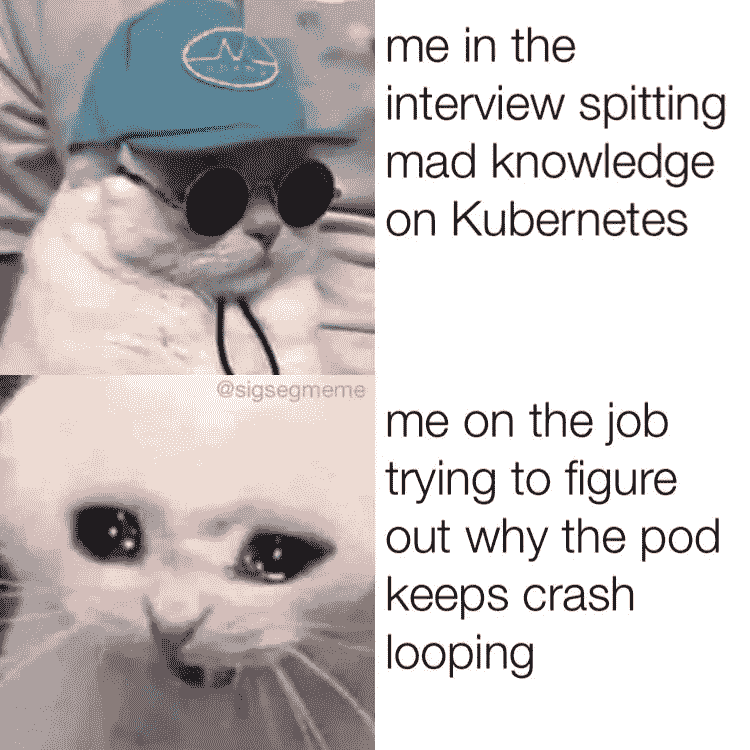 me in the
interview spitting
mad knowledge
on Kubernetes
@sigsegmeme
me on the job
trying to figure
out why the pod
keeps crash
looping